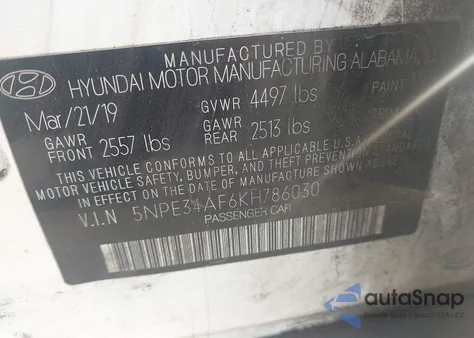 MANUFACTURED BY
HYUNDAI MOTOR MANUFACTURING ALABAMA,
Mar/21/19 GVWR 4497 lbs PAINT
GAWR FRONT 2557 lbs GAWR REAR 2513 lbs
THIS VEHICLE CONFORMS TO ALL APPLICABLE U.S.
MOTOR VEHICLE SAFETY, BUMPER, AND THEFT PREVENTION STANDARDS
IN EFFECT ON THE DATE OF MANUFACTURE SHOWN ABOVE.
V.I.N 5NPE34AF6KH786030
PASSENGER CAR
autoSnap